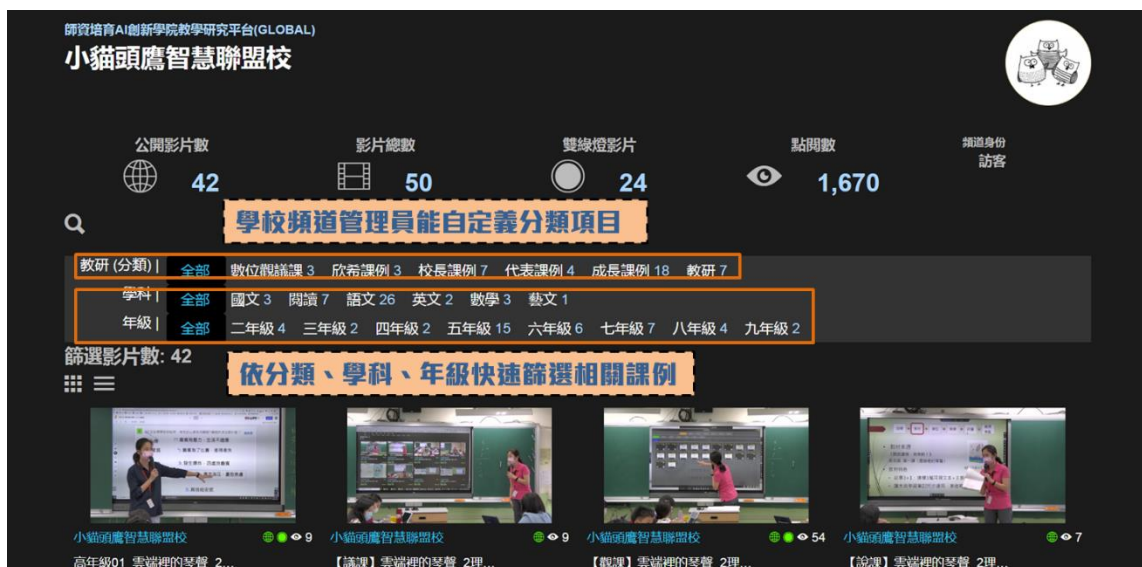 師資培育AI創新學院教學研究平台(GLOBAL)
小貓頭鷹智慧聯盟校
公開影片數 影片總數 雙綠燈影片 點閱數 頻道身份
訪客
42 50 24 1,670
學校頻道管理員能自定義分類項目
教研 (分類) | 全部 數位觀議課 3 欣希課例 3 校長課例 7 代表課例 4 成長課例 18 教研 7
學科 | 全部 國文 3 閱讀 7 語文 26 英文 2 數學 3 藝文 1
年級 | 全部 二年級 4 三年級 2 四年級 2 五年級 15 六年級 6 七年級 7 八年級 4 九年級 2
篩選影片數: 42
依分類、學科、年級快速篩選相關課例
小貓頭鷹智慧聯盟校 9 小貓頭鷹智慧聯盟校 9 小貓頭鷹智慧聯盟校 54 小貓頭鷹智慧聯盟校 7
高年級01_雲端裡的琴聲_2... 【議課】雲端裡的琴聲_2理... 【觀課】雲端裡的琴聲_2理... 【說課】雲端裡的琴聲_2理...